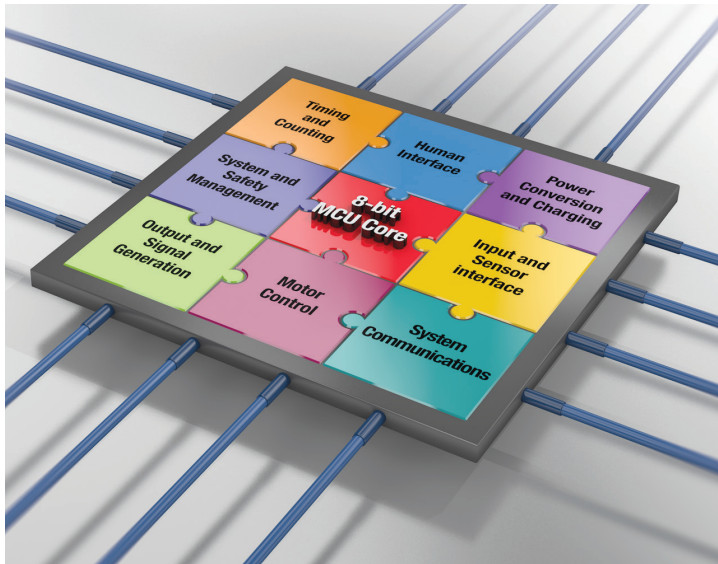 Timing
and
Counting
Human
Interface
Power
Conversion
and Charging
System and
Safety
Management
8-bit
MCU Core
Input and
Sensor
interface
Output and
Signal
Generation
Motor
Control
System
Communications